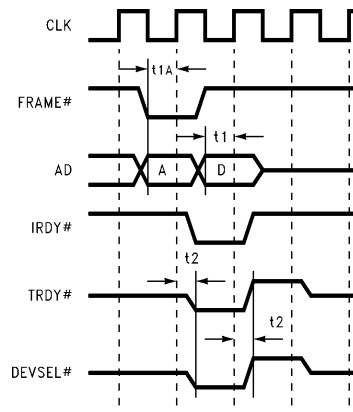 CLK
t1A
FRAME#
t1
AD
A
D
IRDY#
t2
TRDY#
t2
DEVSEL#